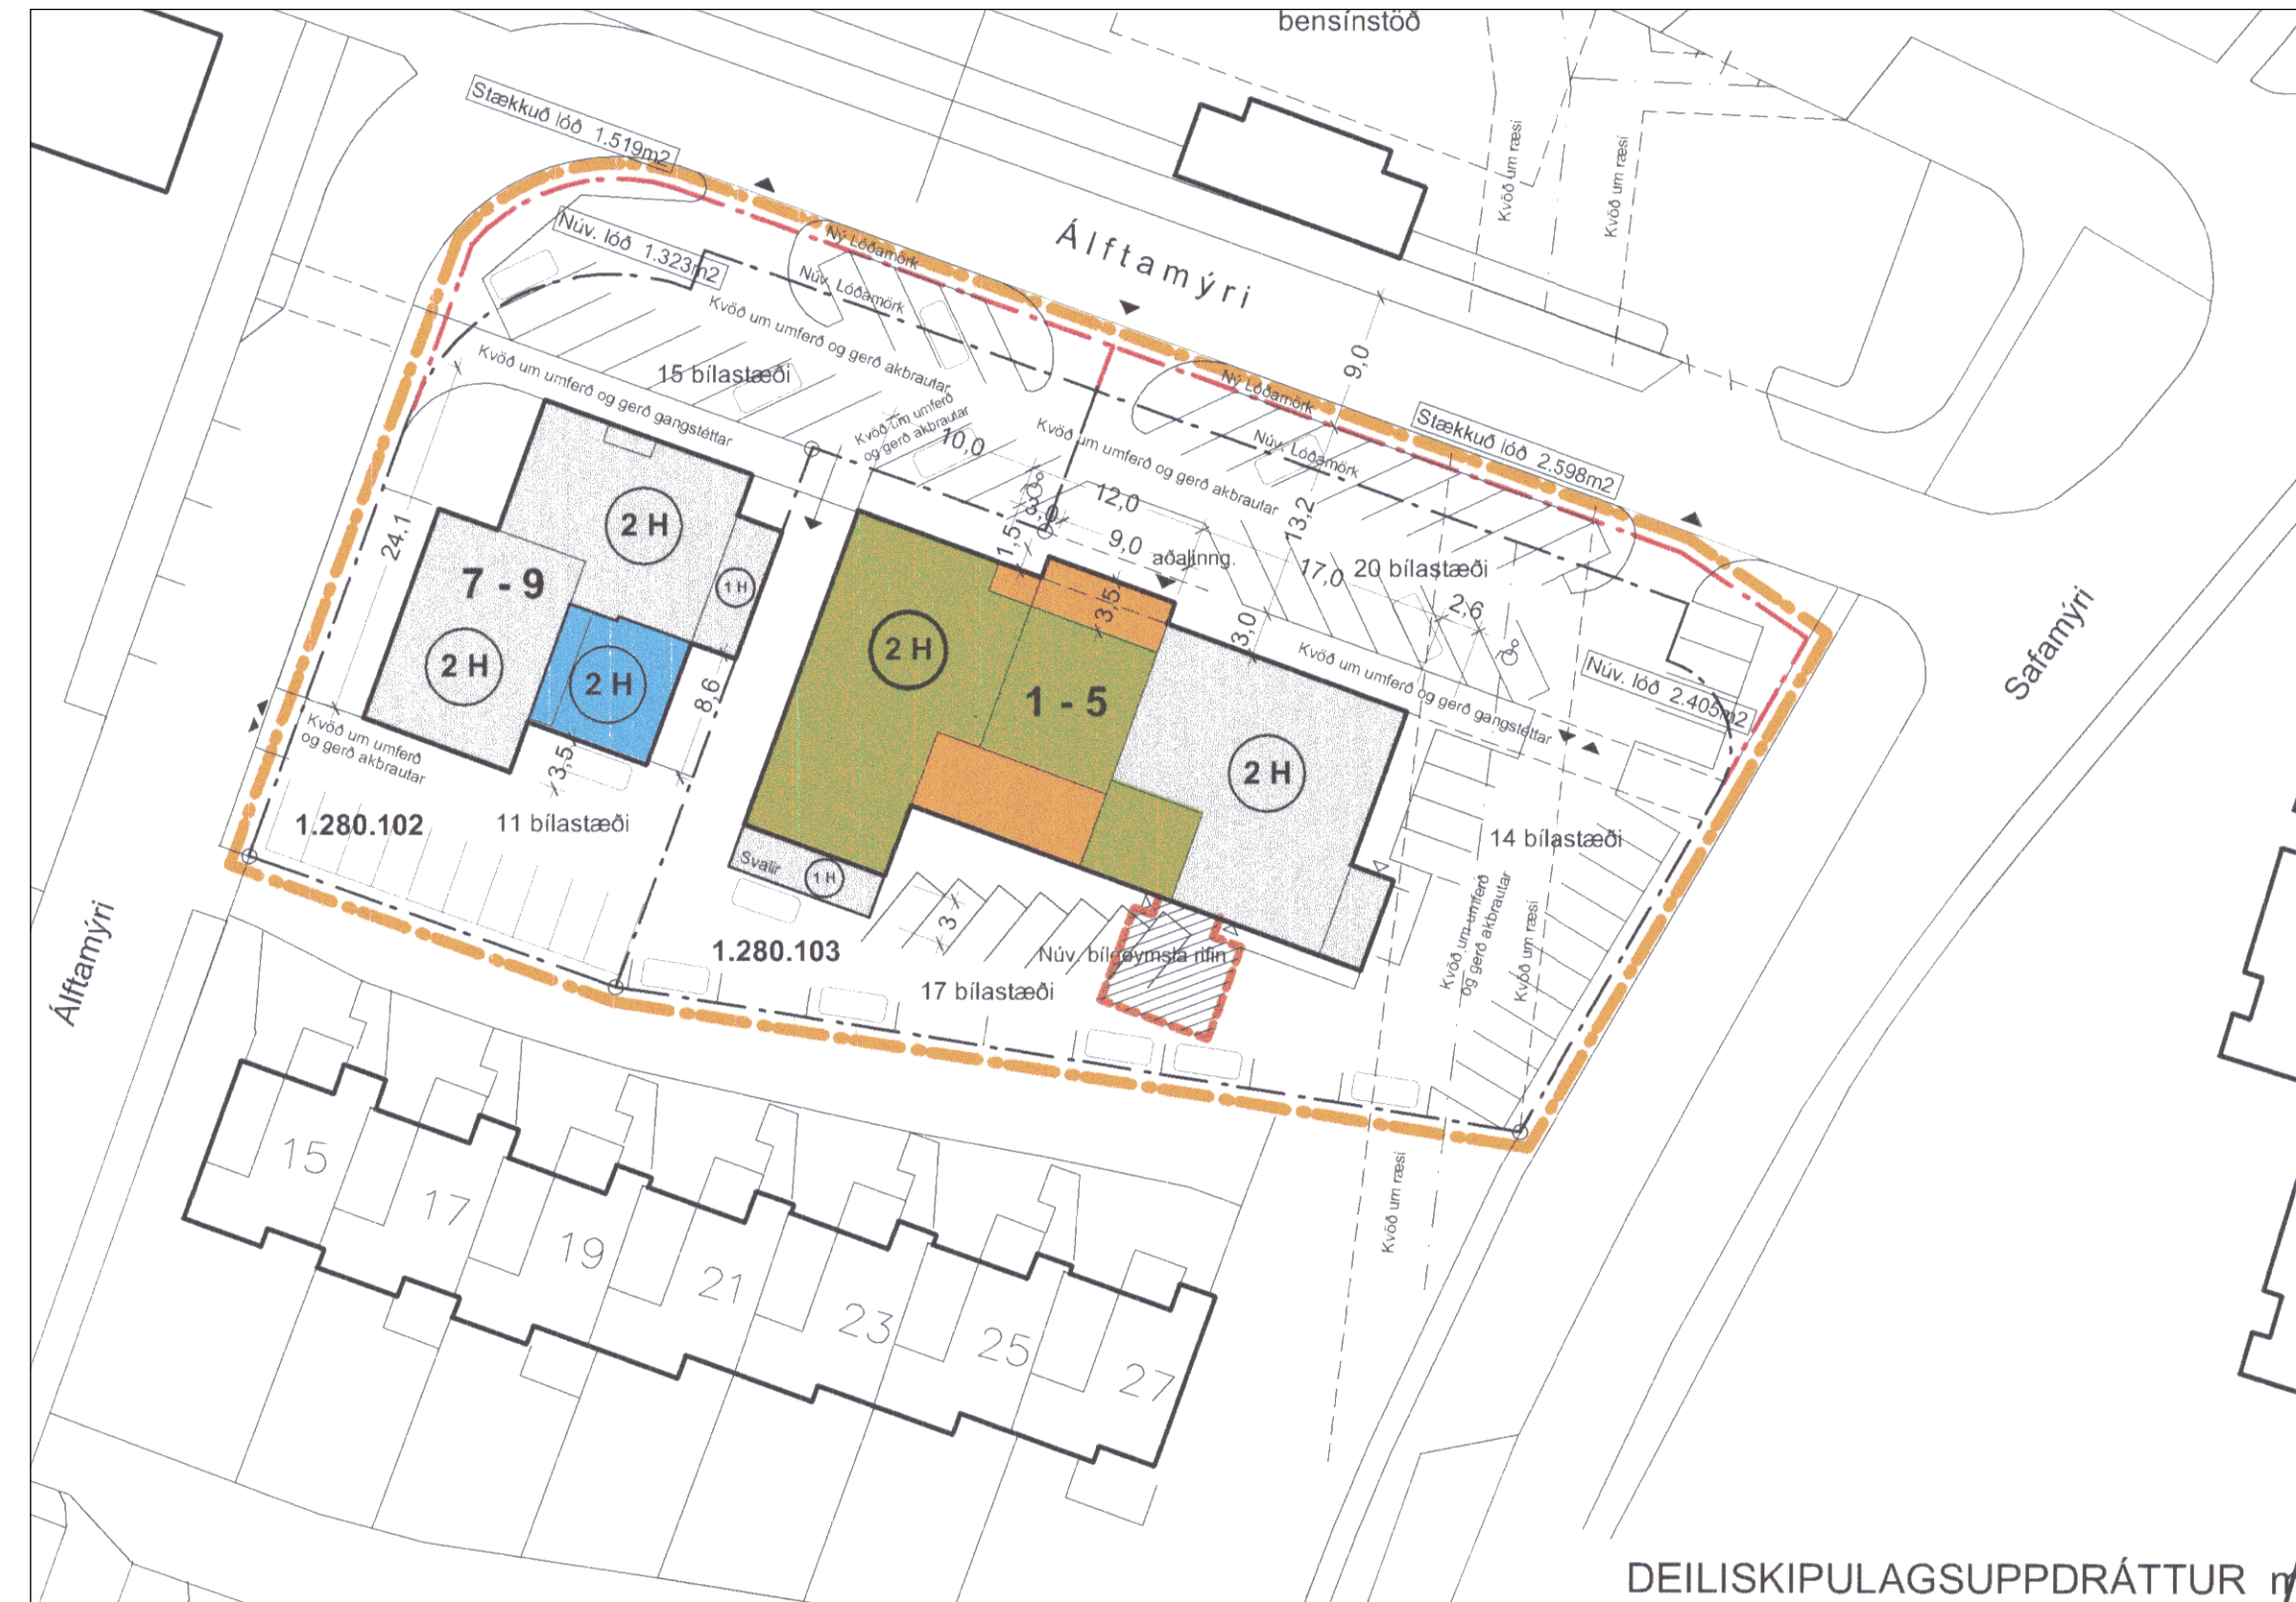 bensínstöð
Stækkuð lóð 1.519m2
Núv. lóð 1.323m2
Ný Lóðamörk
Núv. Lóðamörk
Álftamýri
Kvöð um ræsi
Kvöð um ræsi
Kvöð um umferð og gerð akbrautar
Kvöð um umferð og gerð gangstéttar
15 bílastæði
Kvöð um umferð
og gerð akbrautar
10,0
9,0
Ný Lóðamörk
Núv. Lóðamörk
Stækkuð lóð 2.598m2
Kvöð um umferð og gerð akbrautar
12,0
3,0
1,5
9,0
aðalinng.
13,2
17,0
20 bílastæði
2,6
3,0
3,5
Kvöð um umferð og gerð gangstéttar
Núv. lóð 2.405m2
Safamýri
24,1
2 H
7 - 9
1 H
2 H
2 H
8,6
3,5
2 H
1 - 5
2 H
Kvöð um umferð
og gerð akbrautar
1.280.102
11 bílastæði
Svalir
1 H
14 bílastæði
3
1.280.103
Núv. bílgeymsla rifin
17 bílastæði
Kvöð um umferð
og gerð akbrautar
Kvöð um ræsi
Kvöð um ræsi
Álftamýri
15
17
19
21
23
25
27
DEILISKIPULAGSUPPDRÁTTUR